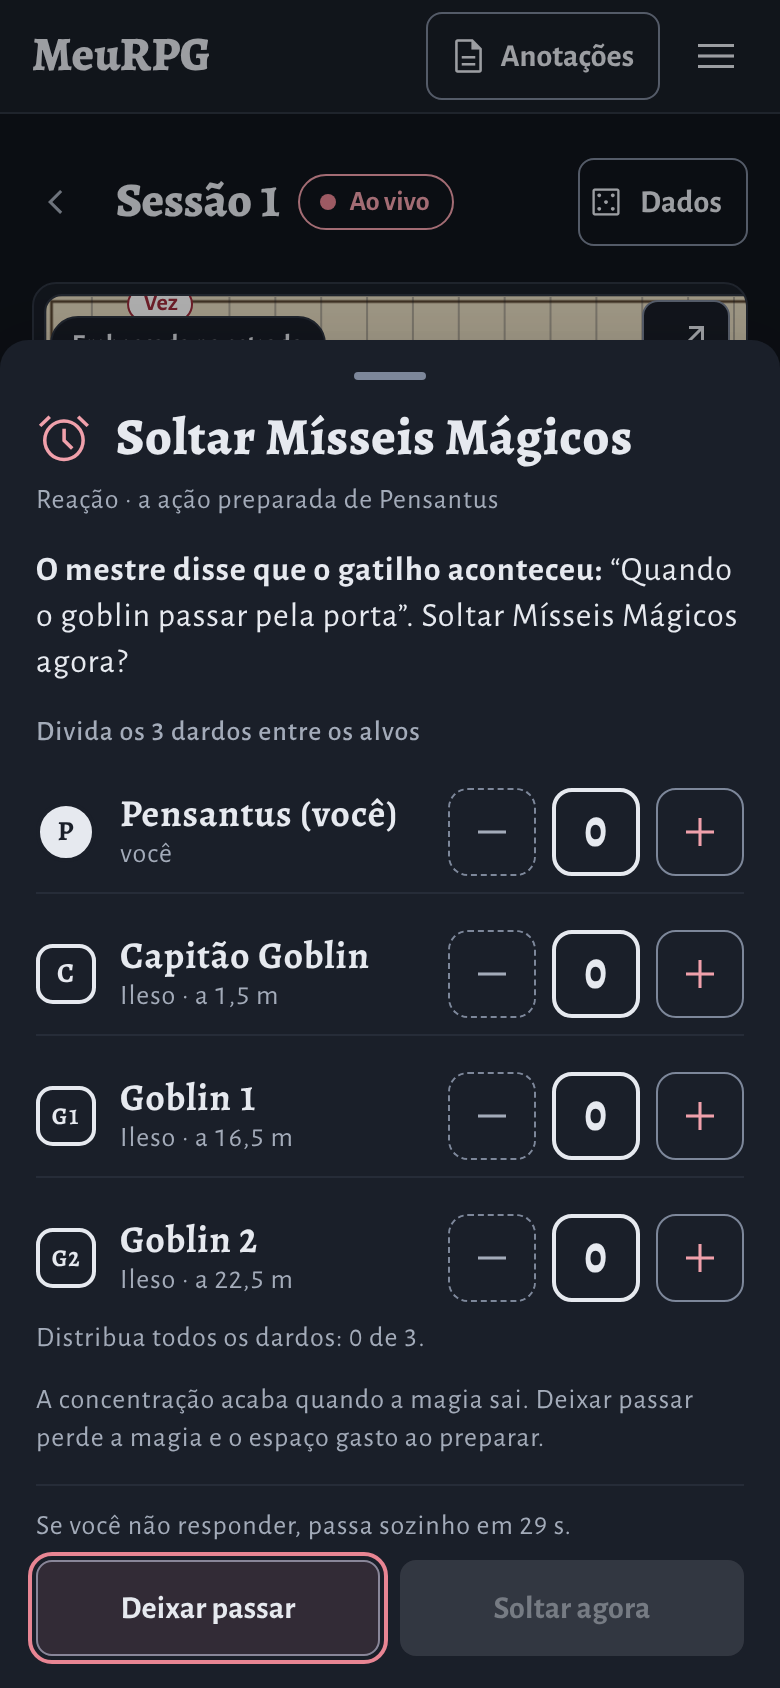 MeuRPG
Anotações
Sessão 1
Ao vivo
Dados
Vez
Soltar Mísseis Mágicos
Reação · a ação preparada de Pensantus
O mestre disse que o gatilho aconteceu: “Quando
o goblin passar pela porta”. Soltar Mísseis Mágicos
agora?
Divida os 3 dardos entre os alvos
P
Pensantus (você)
você
0
C
Capitão Goblin
Ileso · a 1,5 m
0
G1
Goblin 1
Ileso · a 16,5 m
0
G2
Goblin 2
Ileso · a 22,5 m
0
Distribua todos os dardos: 0 de 3.
A concentração acaba quando a magia sai. Deixar passar
perde a magia e o espaço gasto ao preparar.
Se você não responder, passa sozinho em 29 s.
Deixar passar
Soltar agora